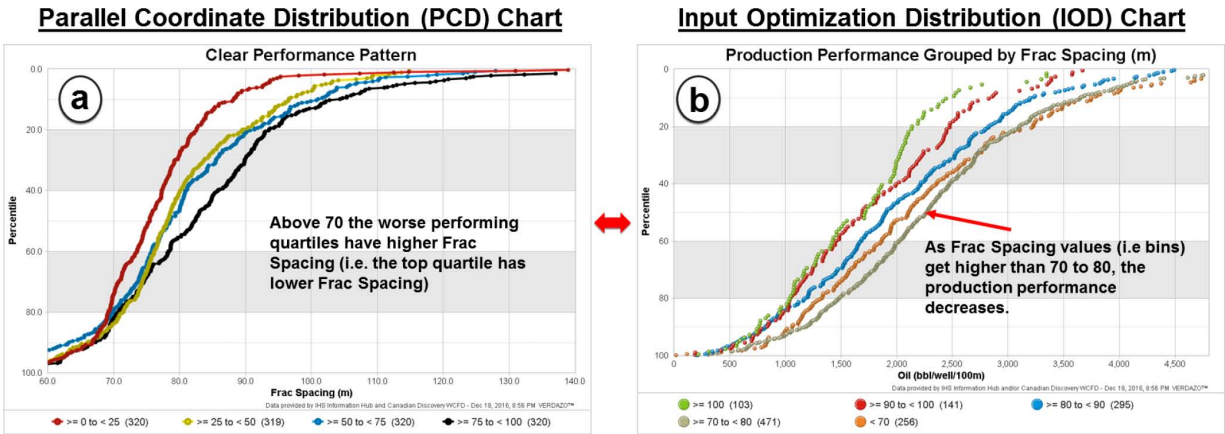 Parallel Coordinate Distribution (PCD) Chart
Clear Performance Pattern
a
0.0
20.0
40.0
60.0
80.0
100.0
Percentile
Above 70 the worse performing
quartiles have higher Frac
Spacing (i.e. the top quartile has
lower Frac Spacing)
60.0 70.0 80.0 90.0 100.0 110.0 120.0 130.0 140.0
Frac Spacing (m)
Data provided by IHS Information Hub and Canadian Discovery WCFD - Dec 19, 2016, 8:56 PM VERDAZO™
>= 0 to < 25 (320) >= 25 to < 50 (319) >= 50 to < 75 (320) >= 75 to < 100 (320)
Input Optimization Distribution (IOD) Chart
Production Performance Grouped by Frac Spacing (m)
b
0
20
40
60
80
100
Percentile
As Frac Spacing values (i.e bins)
get higher than 70 to 80, the
production performance
decreases.
0 500 1,000 1,500 2,000 2,500 3,000 3,500 4,000 4,500
Oil (bbl/well/100m)
Data provided by IHS Information Hub and/or Canadian Discovery WCFD - Dec 19, 2016, 8:56 PM VERDAZO™
>= 100 (103) >= 90 to < 100 (141) >= 80 to < 90 (295)
>= 70 to < 80 (471) < 70 (256)